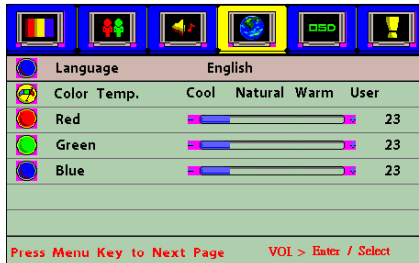 OSD
Language English
Color Temp. Cool Natural Warm User
Red 23
Green 23
Blue 23
Press Menu Key to Next Page VOL > Enter / Select